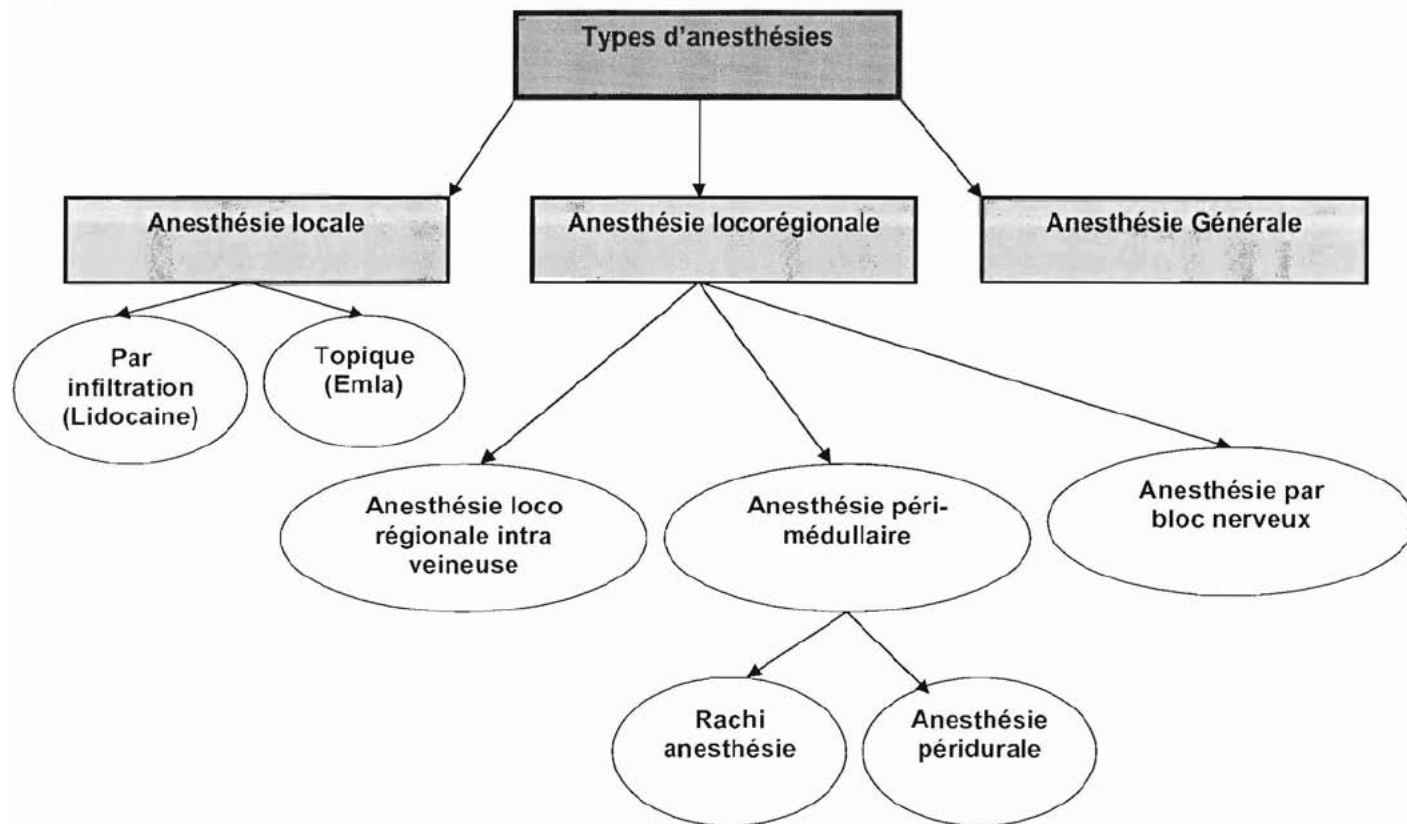 Types d'anesthésies
Anesthésie locale
Anesthésie locorégionale
Anesthésie Générale
Par
infiltration
(Lidocaine)
Topique
(Emla)
Anesthésie loco
régionale intra
veineuse
Anesthésie péri-
médullaire
Anesthésie par
bloc nerveux
Rachi
anesthésie
Anesthésie
péridurale